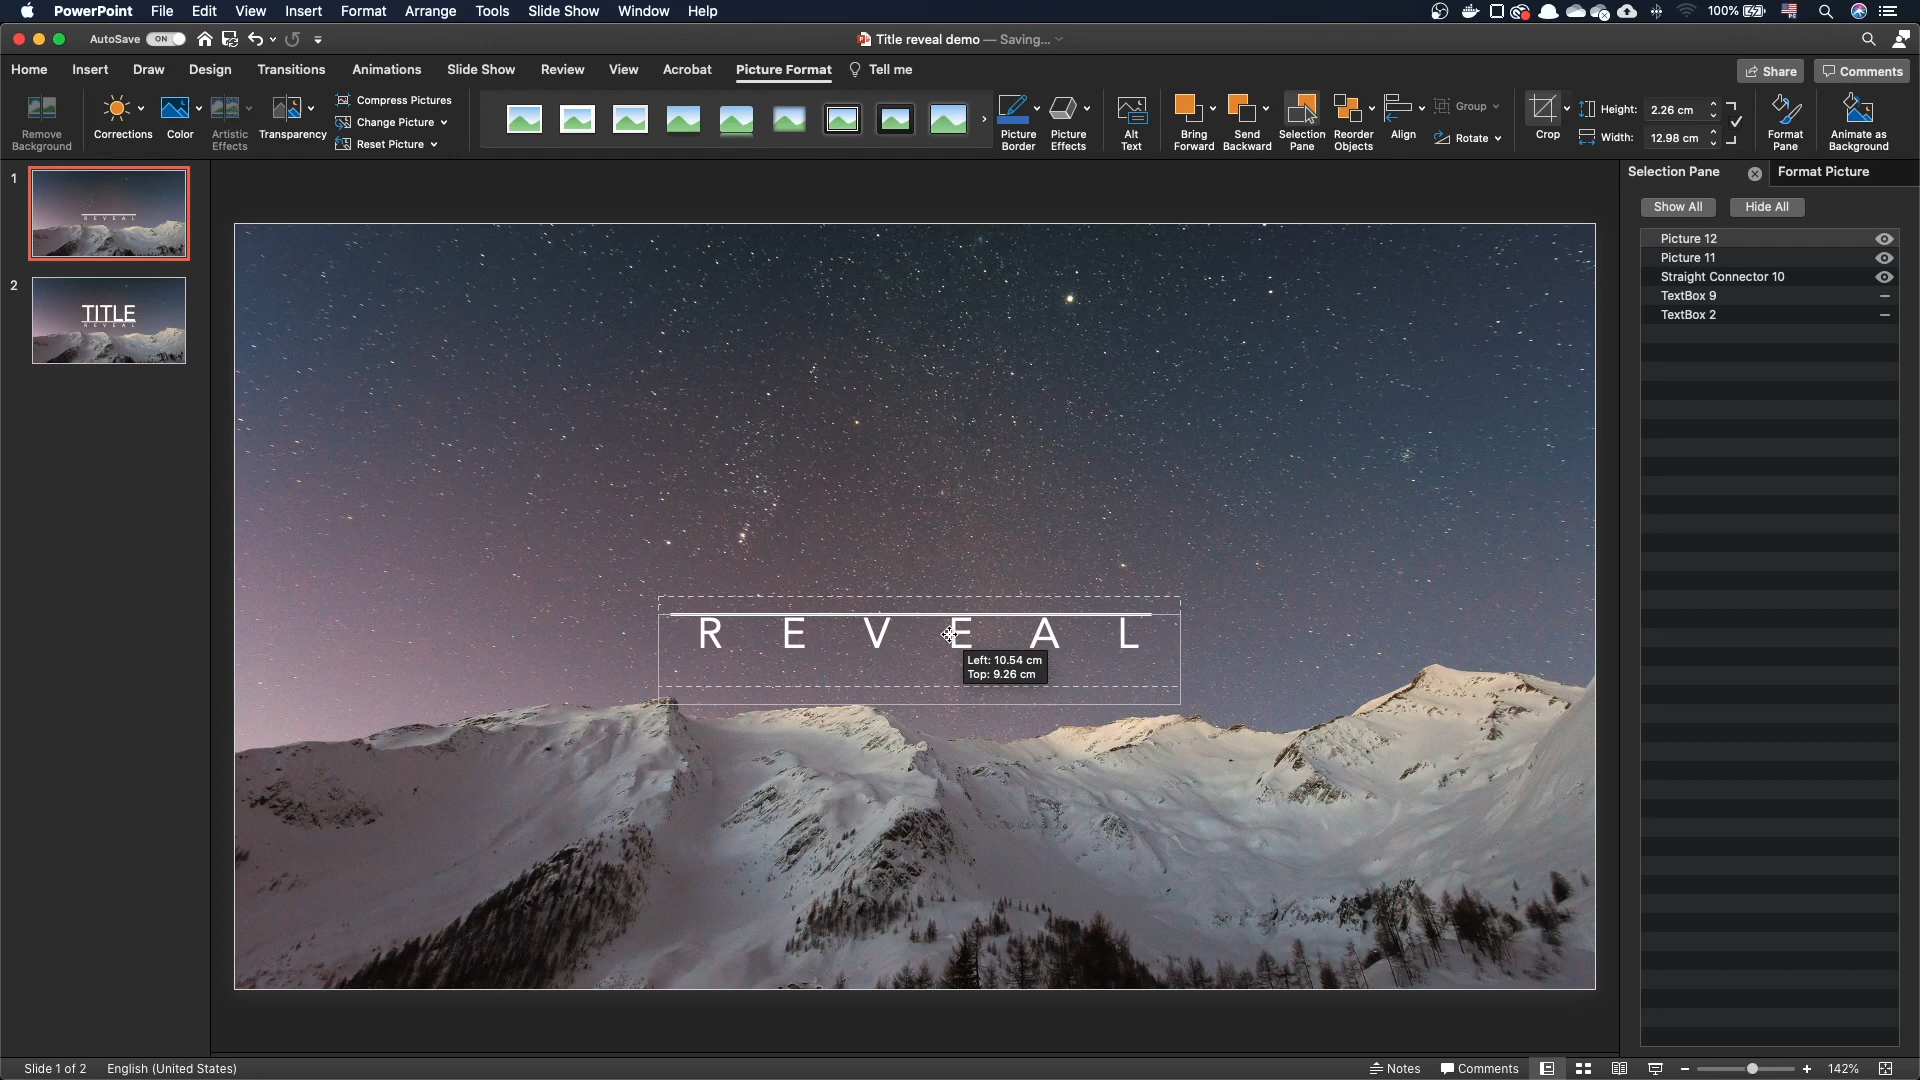 PowerPoint File Edit View Insert Format Arrange Tools Slide Show Window Help 100%
AutoSave ON Title reveal demo — Saving...
Home Insert Draw Design Transitions Animations Slide Show Review View Acrobat Picture Format Tell me Share Comments
Remove Background
Corrections
Color
Artistic Effects
Transparency
Compress Pictures
Change Picture
Reset Picture
Picture Border
Picture Effects
Alt Text
Bring Forward
Send Backward
Selection Pane
Reorder Objects
Align
Group
Rotate
Crop
Height: 2.26 cm
Width: 12.98 cm
Format Pane
Animate as Background
1
REVEAL
2
TITLE
REVEAL
R E V E A L
Left: 10.54 cm
Top: 9.26 cm
Selection Pane Format Picture
Show All Hide All
Picture 12
Picture 11
Straight Connector 10
TextBox 9
TextBox 2
Slide 1 of 2 English (United States) Notes Comments 142%